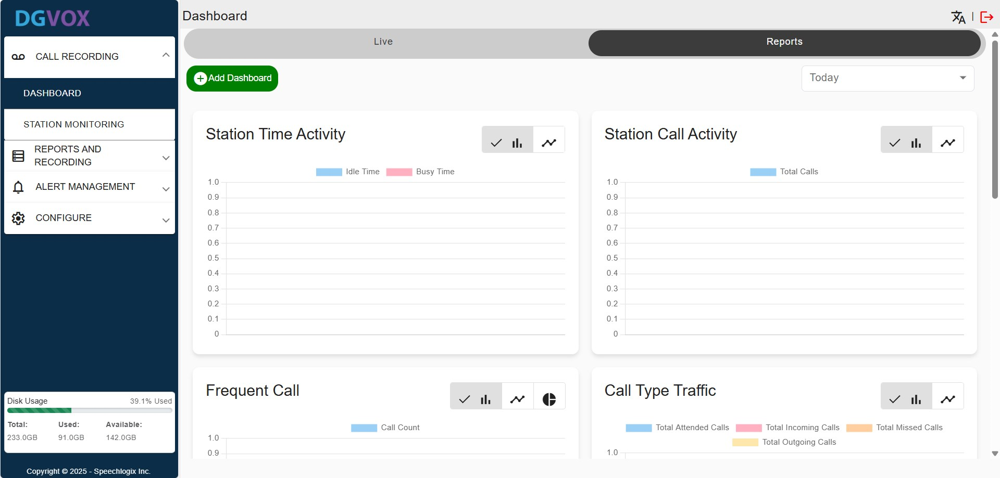 DGVOX
Dashboard
CALL RECORDING
DASHBOARD
STATION MONITORING
REPORTS AND
RECORDING
ALERT MANAGEMENT
CONFIGURE
Disk Usage 39.1% Used
Total: Used: Available:
233.0GB 91.0GB 142.0GB
Copyright © 2025 - Speechlogix Inc.
Live Reports
Add Dashboard
Today
Station Time Activity
Idle Time Busy Time
1.0
0.9
0.8
0.7
0.6
0.5
0.4
0.3
0.2
0.1
0
Station Call Activity
Total Calls
1.0
0.9
0.8
0.7
0.6
0.5
0.4
0.3
0.2
0.1
0
Frequent Call
Call Count
1.0
0.9
Call Type Traffic
Total Attended Calls Total Incoming Calls Total Missed Calls
Total Outgoing Calls
1.0